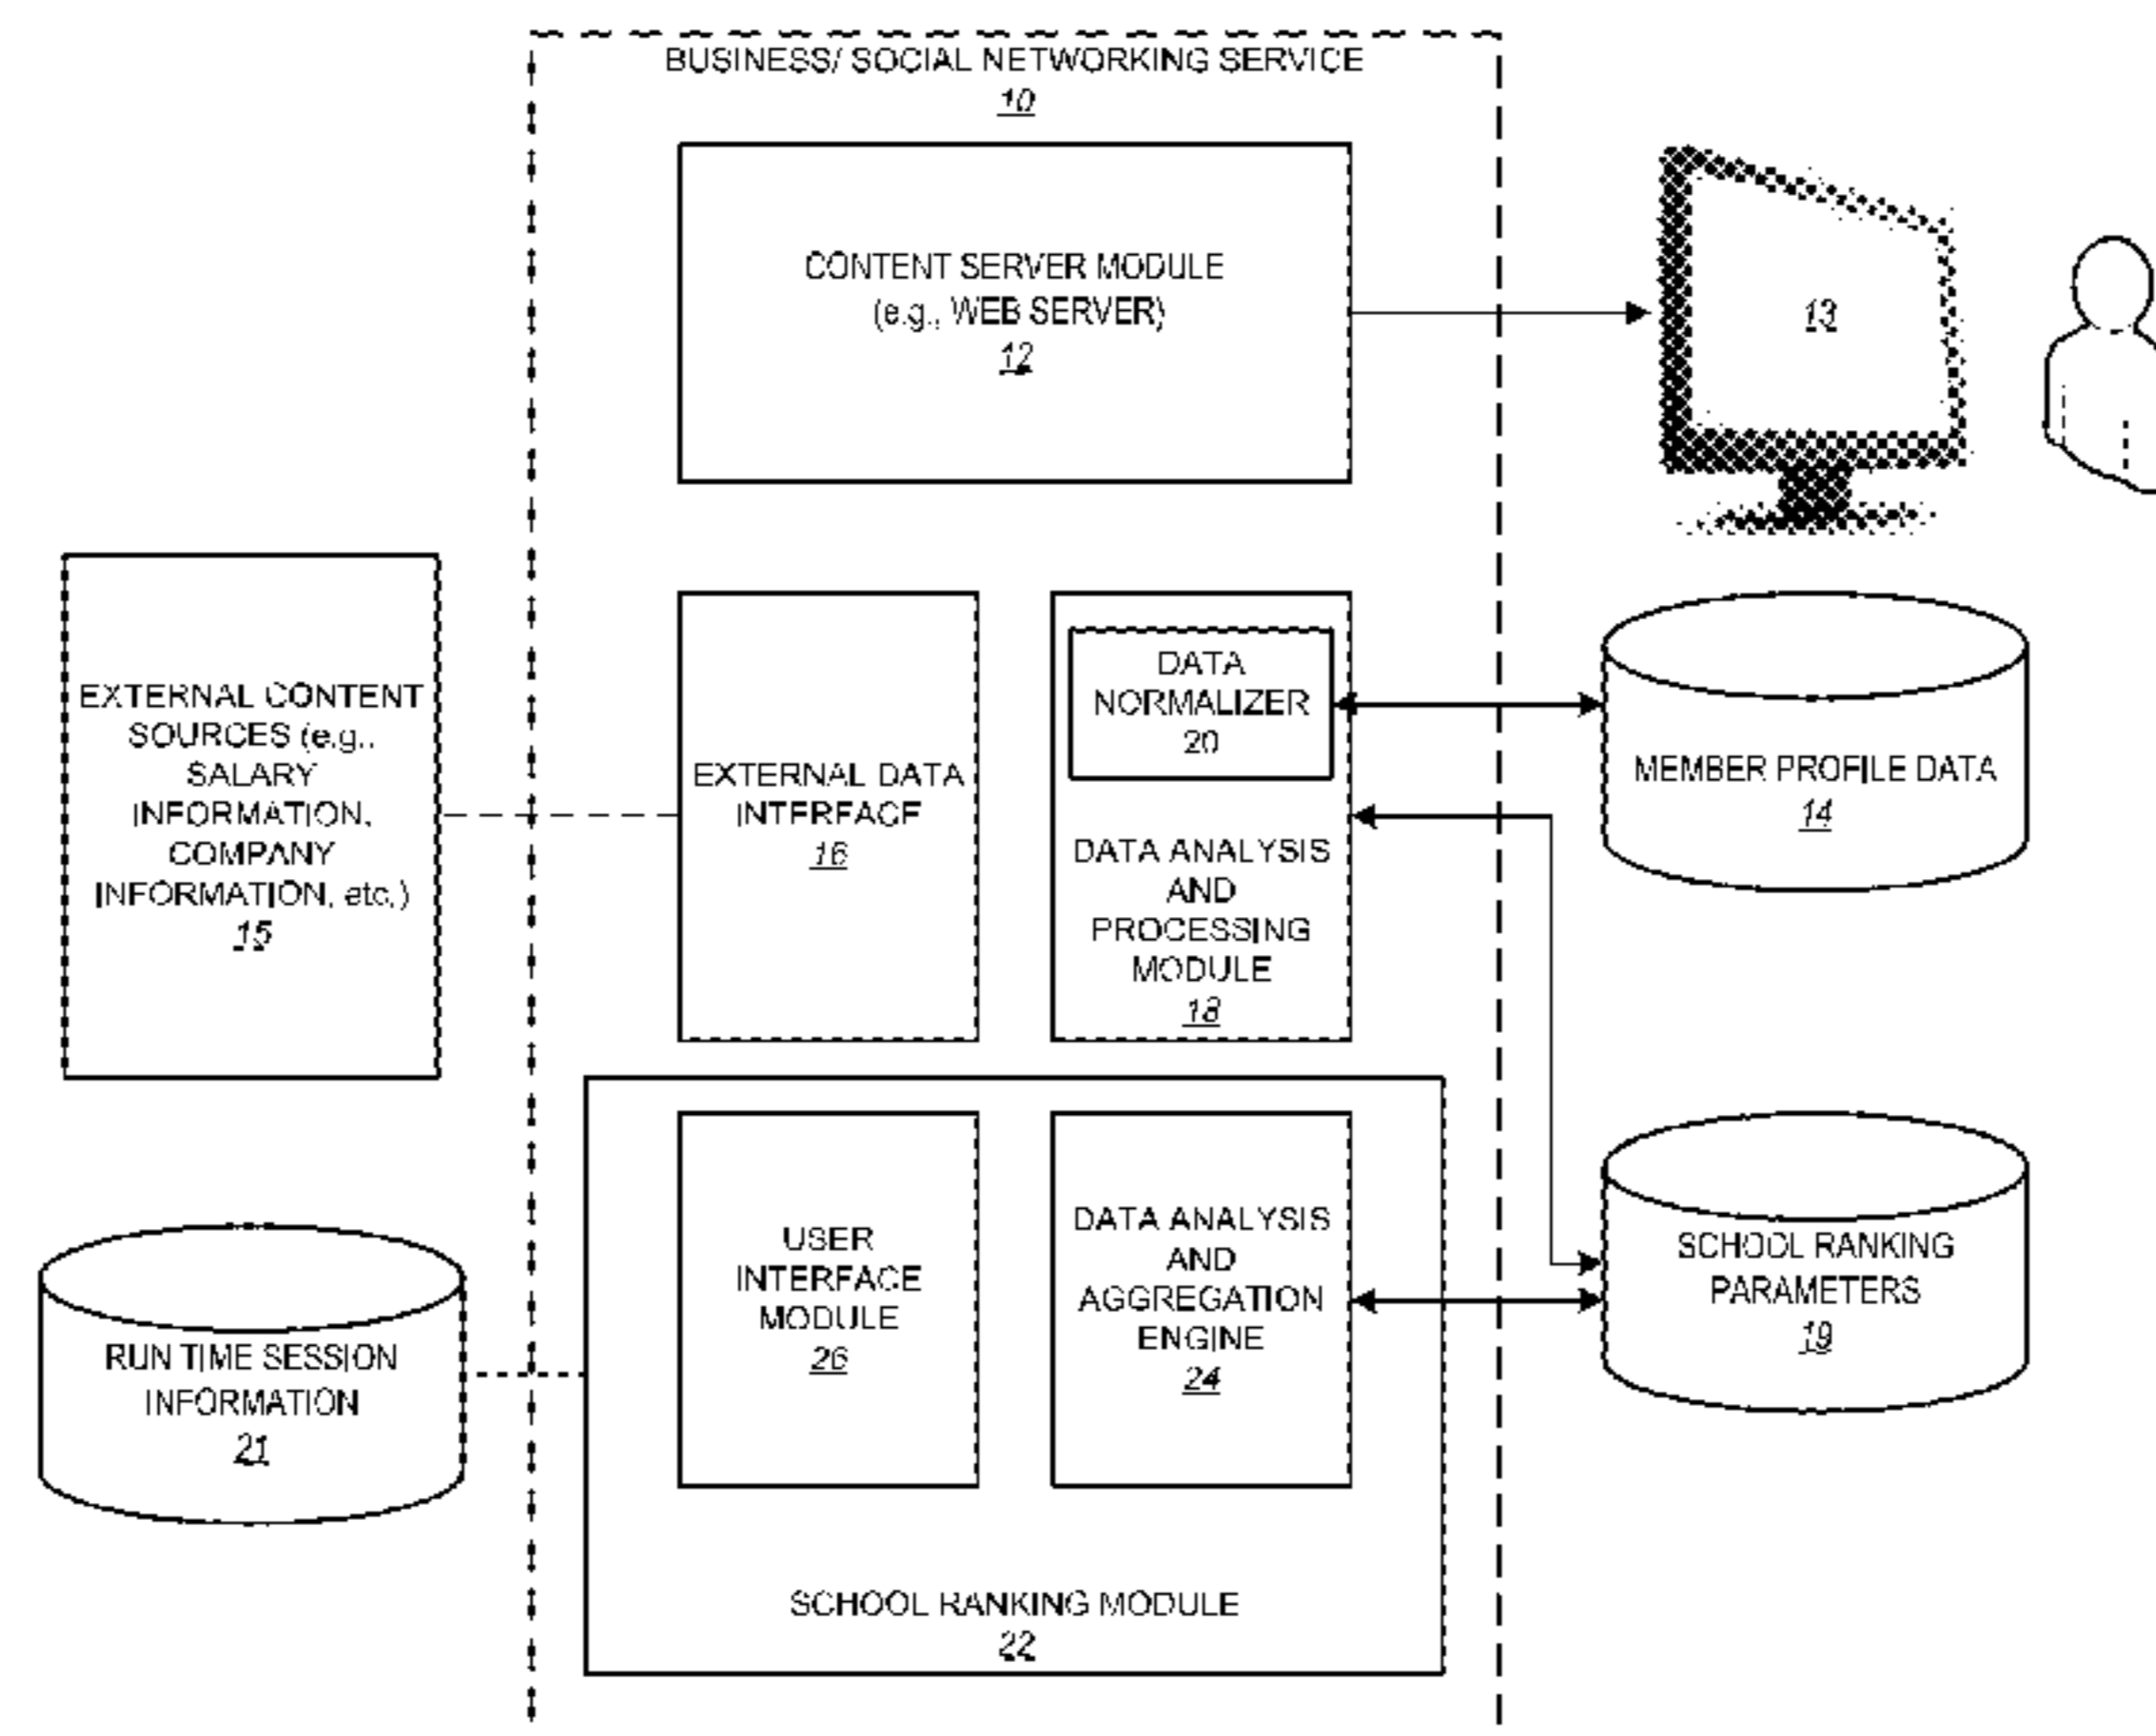 BUSINESS/ SOCIAL NETWORKING SERVICE
10
CONTENT SERVER MODULE
(e.g., WEB SERVER)
12
13
EXTERNAL CONTENT
SOURCES (e.g.,
SALARY
INFORMATION,
COMPANY
INFORMATION, etc.)
15
EXTERNAL DATA
INTERFACE
16
DATA
NORMALIZER
20
DATA ANALYSIS
AND
PROCESSING
MODULE
18
MEMBER PROFILE DATA
14
RUN TIME SESSION
INFORMATION
21
USER
INTERFACE
MODULE
26
DATA ANALYSIS
AND
AGGREGATION
ENGINE
24
SCHOOL RANKING
PARAMETERS
19
SCHOOL RANKING MODULE
22